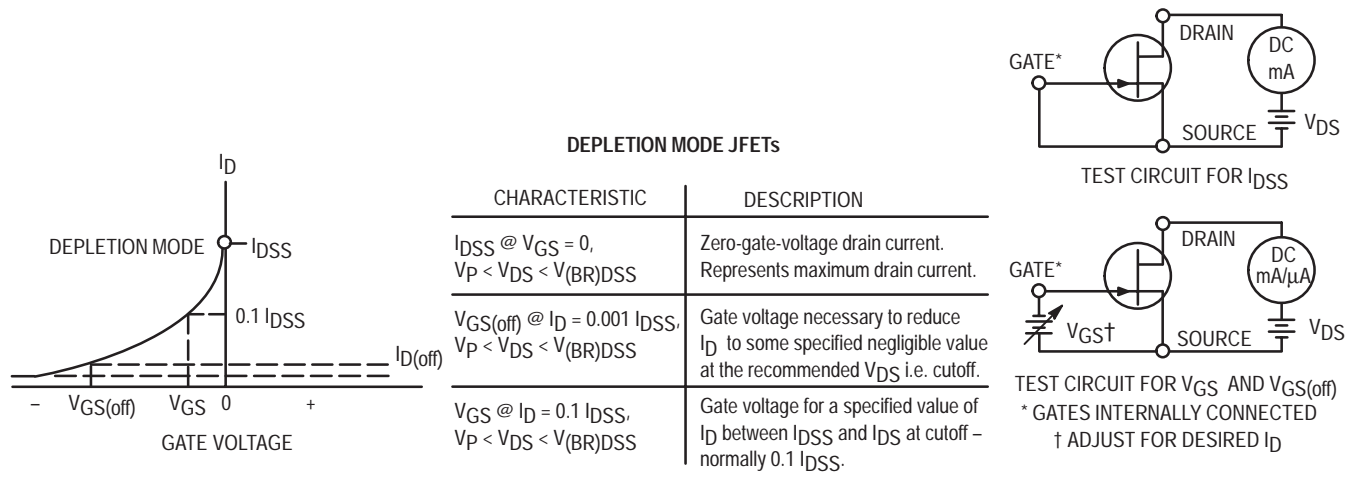 I_D
DEPLETION MODE
I_DSS
0.1 I_DSS
I_D(off)
– V_GS(off) V_GS 0 +
GATE VOLTAGE
DEPLETION MODE JFETs
CHARACTERISTIC
DESCRIPTION
I_DSS @ V_GS = 0,
V_P < V_DS < V_(BR)DSS
Zero-gate-voltage drain current.
Represents maximum drain current.
V_GS(off) @ I_D = 0.001 I_DSS,
V_P < V_DS < V_(BR)DSS
Gate voltage necessary to reduce
I_D to some specified negligible value
at the recommended V_DS i.e. cutoff.
V_GS @ I_D = 0.1 I_DSS,
V_P < V_DS < V_(BR)DSS
Gate voltage for a specified value of
I_D between I_DSS and I_DS at cutoff –
normally 0.1 I_DSS.
DRAIN
GATE*
DC
mA
V_DS
SOURCE
TEST CIRCUIT FOR I_DSS
DRAIN
GATE*
DC
mA/µA
V_GS†
V_DS
SOURCE
TEST CIRCUIT FOR V_GS AND V_GS(off)
* GATES INTERNALLY CONNECTED
† ADJUST FOR DESIRED I_D